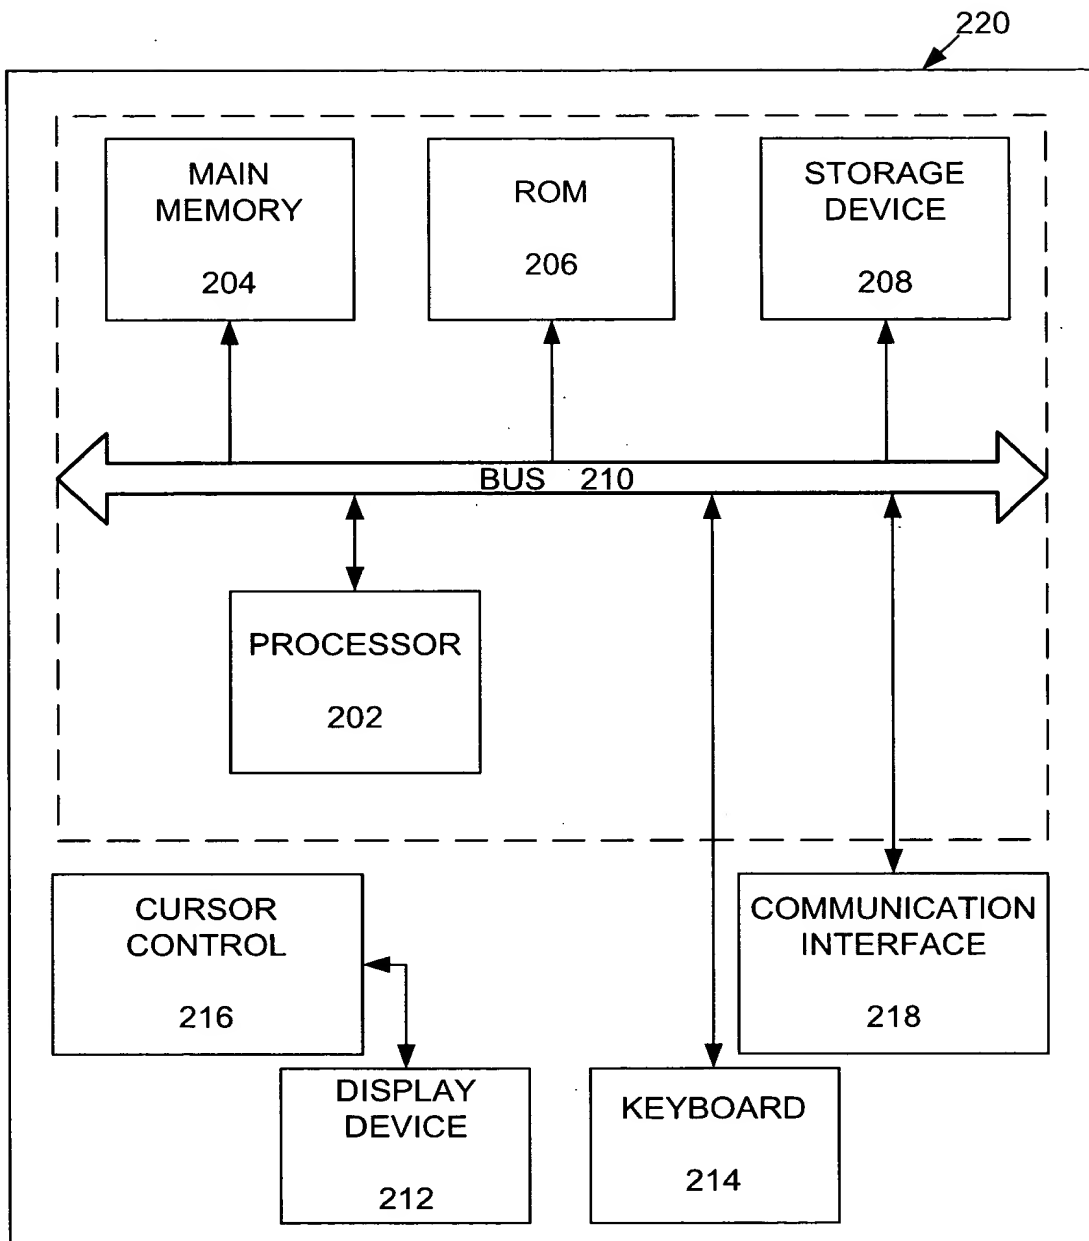 220
MAIN
MEMORY
204
ROM
206
STORAGE
DEVICE
208
BUS 210
PROCESSOR
202
CURSOR
CONTROL
216
COMMUNICATION
INTERFACE
218
DISPLAY
DEVICE
212
KEYBOARD
214